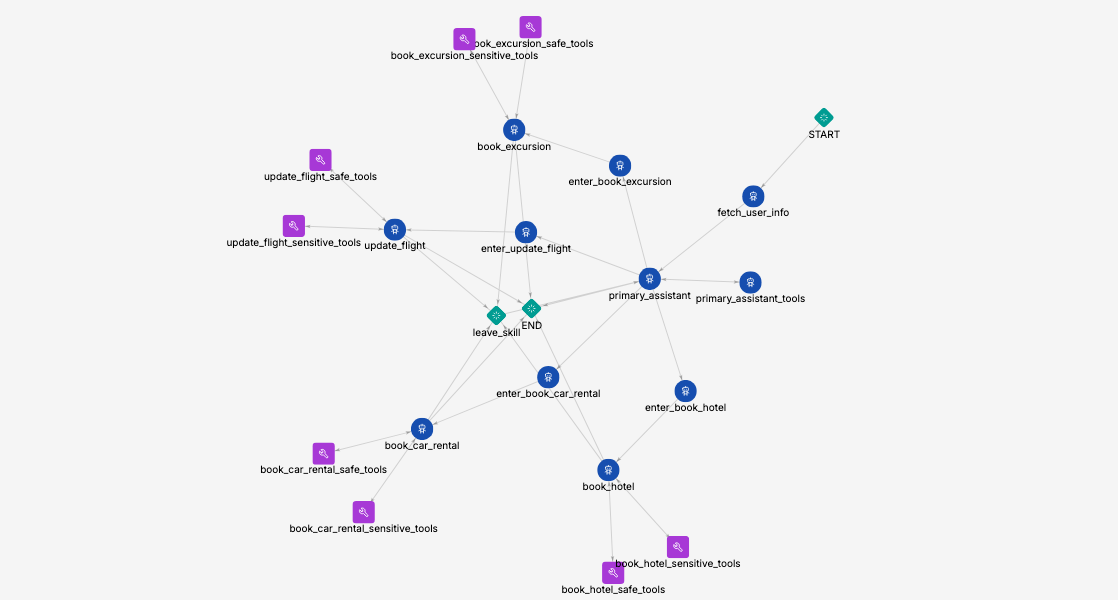 book_excursion_safe_tools
book_excursion_sensitive_tools
START
book_excursion
update_flight_safe_tools
enter_book_excursion
fetch_user_info
update_flight_sensitive_tools
update_flight
enter_update_flight
primary_assistant
primary_assistant_tools
END
leave_skill
enter_book_car_rental
enter_book_hotel
book_car_rental
book_car_rental_safe_tools
book_hotel
book_car_rental_sensitive_tools
book_hotel_sensitive_tools
book_hotel_safe_tools